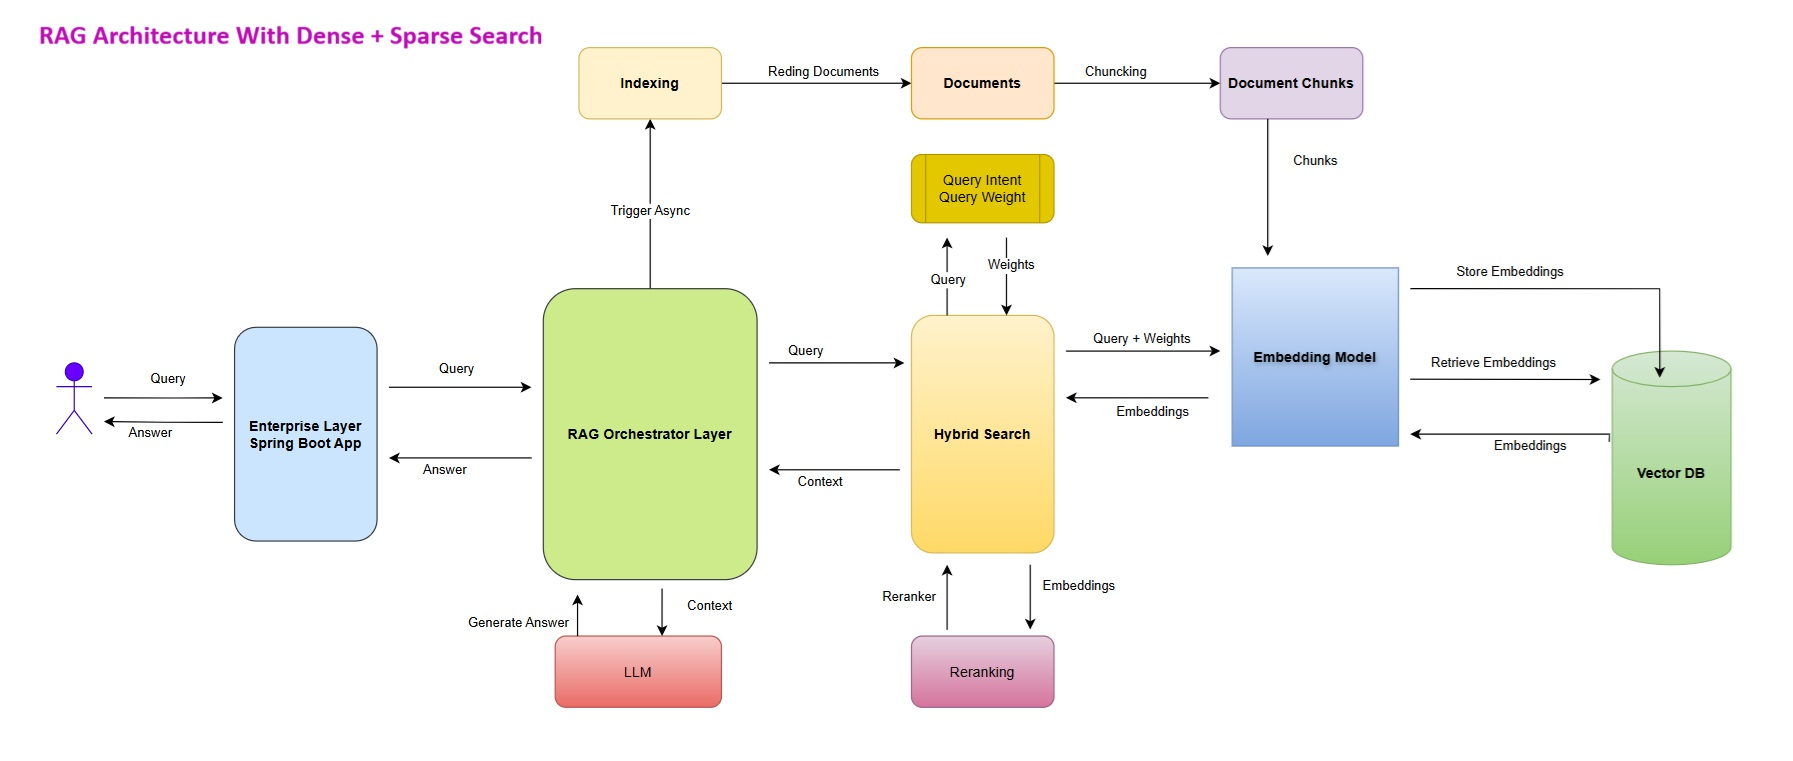 RAG Architecture With Dense + Sparse Search
Indexing
Reding Documents
Documents
Chuncking
Document Chunks
Chunks
Query Intent
Query Weight
Trigger Async
Query
Weights
Store Embeddings
Query
Answer
Enterprise Layer
Spring Boot App
Query
Answer
RAG Orchestrator Layer
Query
Context
Hybrid Search
Query + Weights
Embeddings
Embedding Model
Retrieve Embeddings
Embeddings
Vector DB
Generate Answer
Context
LLM
Reranker
Embeddings
Reranking